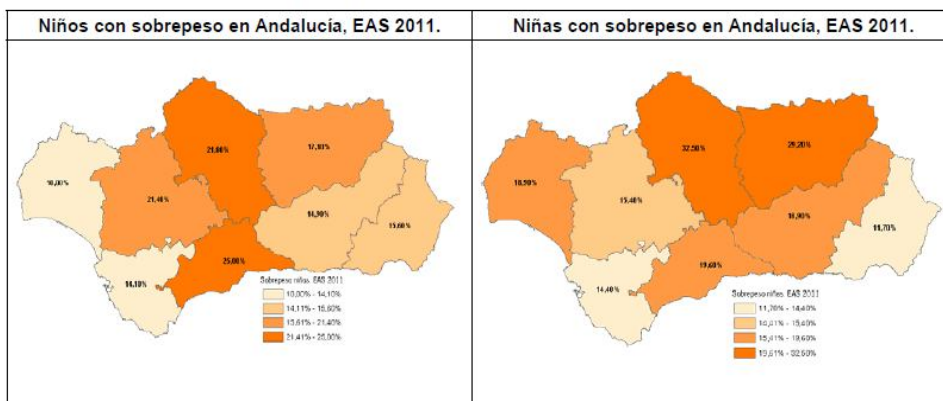 Niños con sobrepeso en Andalucía, EAS 2011.
Niñas con sobrepeso en Andalucía, EAS 2011.
10,00%
21,40%
17,10%
14,90%
15,60%
25,00%
14,10%
Sobrepeso niños. EAS 2011
10,00% - 14,10%
14,11% - 15,60%
15,61% - 21,40%
21,41% - 25,00%
32,50%
29,20%
15,40%
11,70%
19,60%
14,40%
Sobrepeso niñas. EAS 2011
11,70% - 14,40%
14,41% - 15,40%
15,41% - 19,60%
19,61% - 32,50%